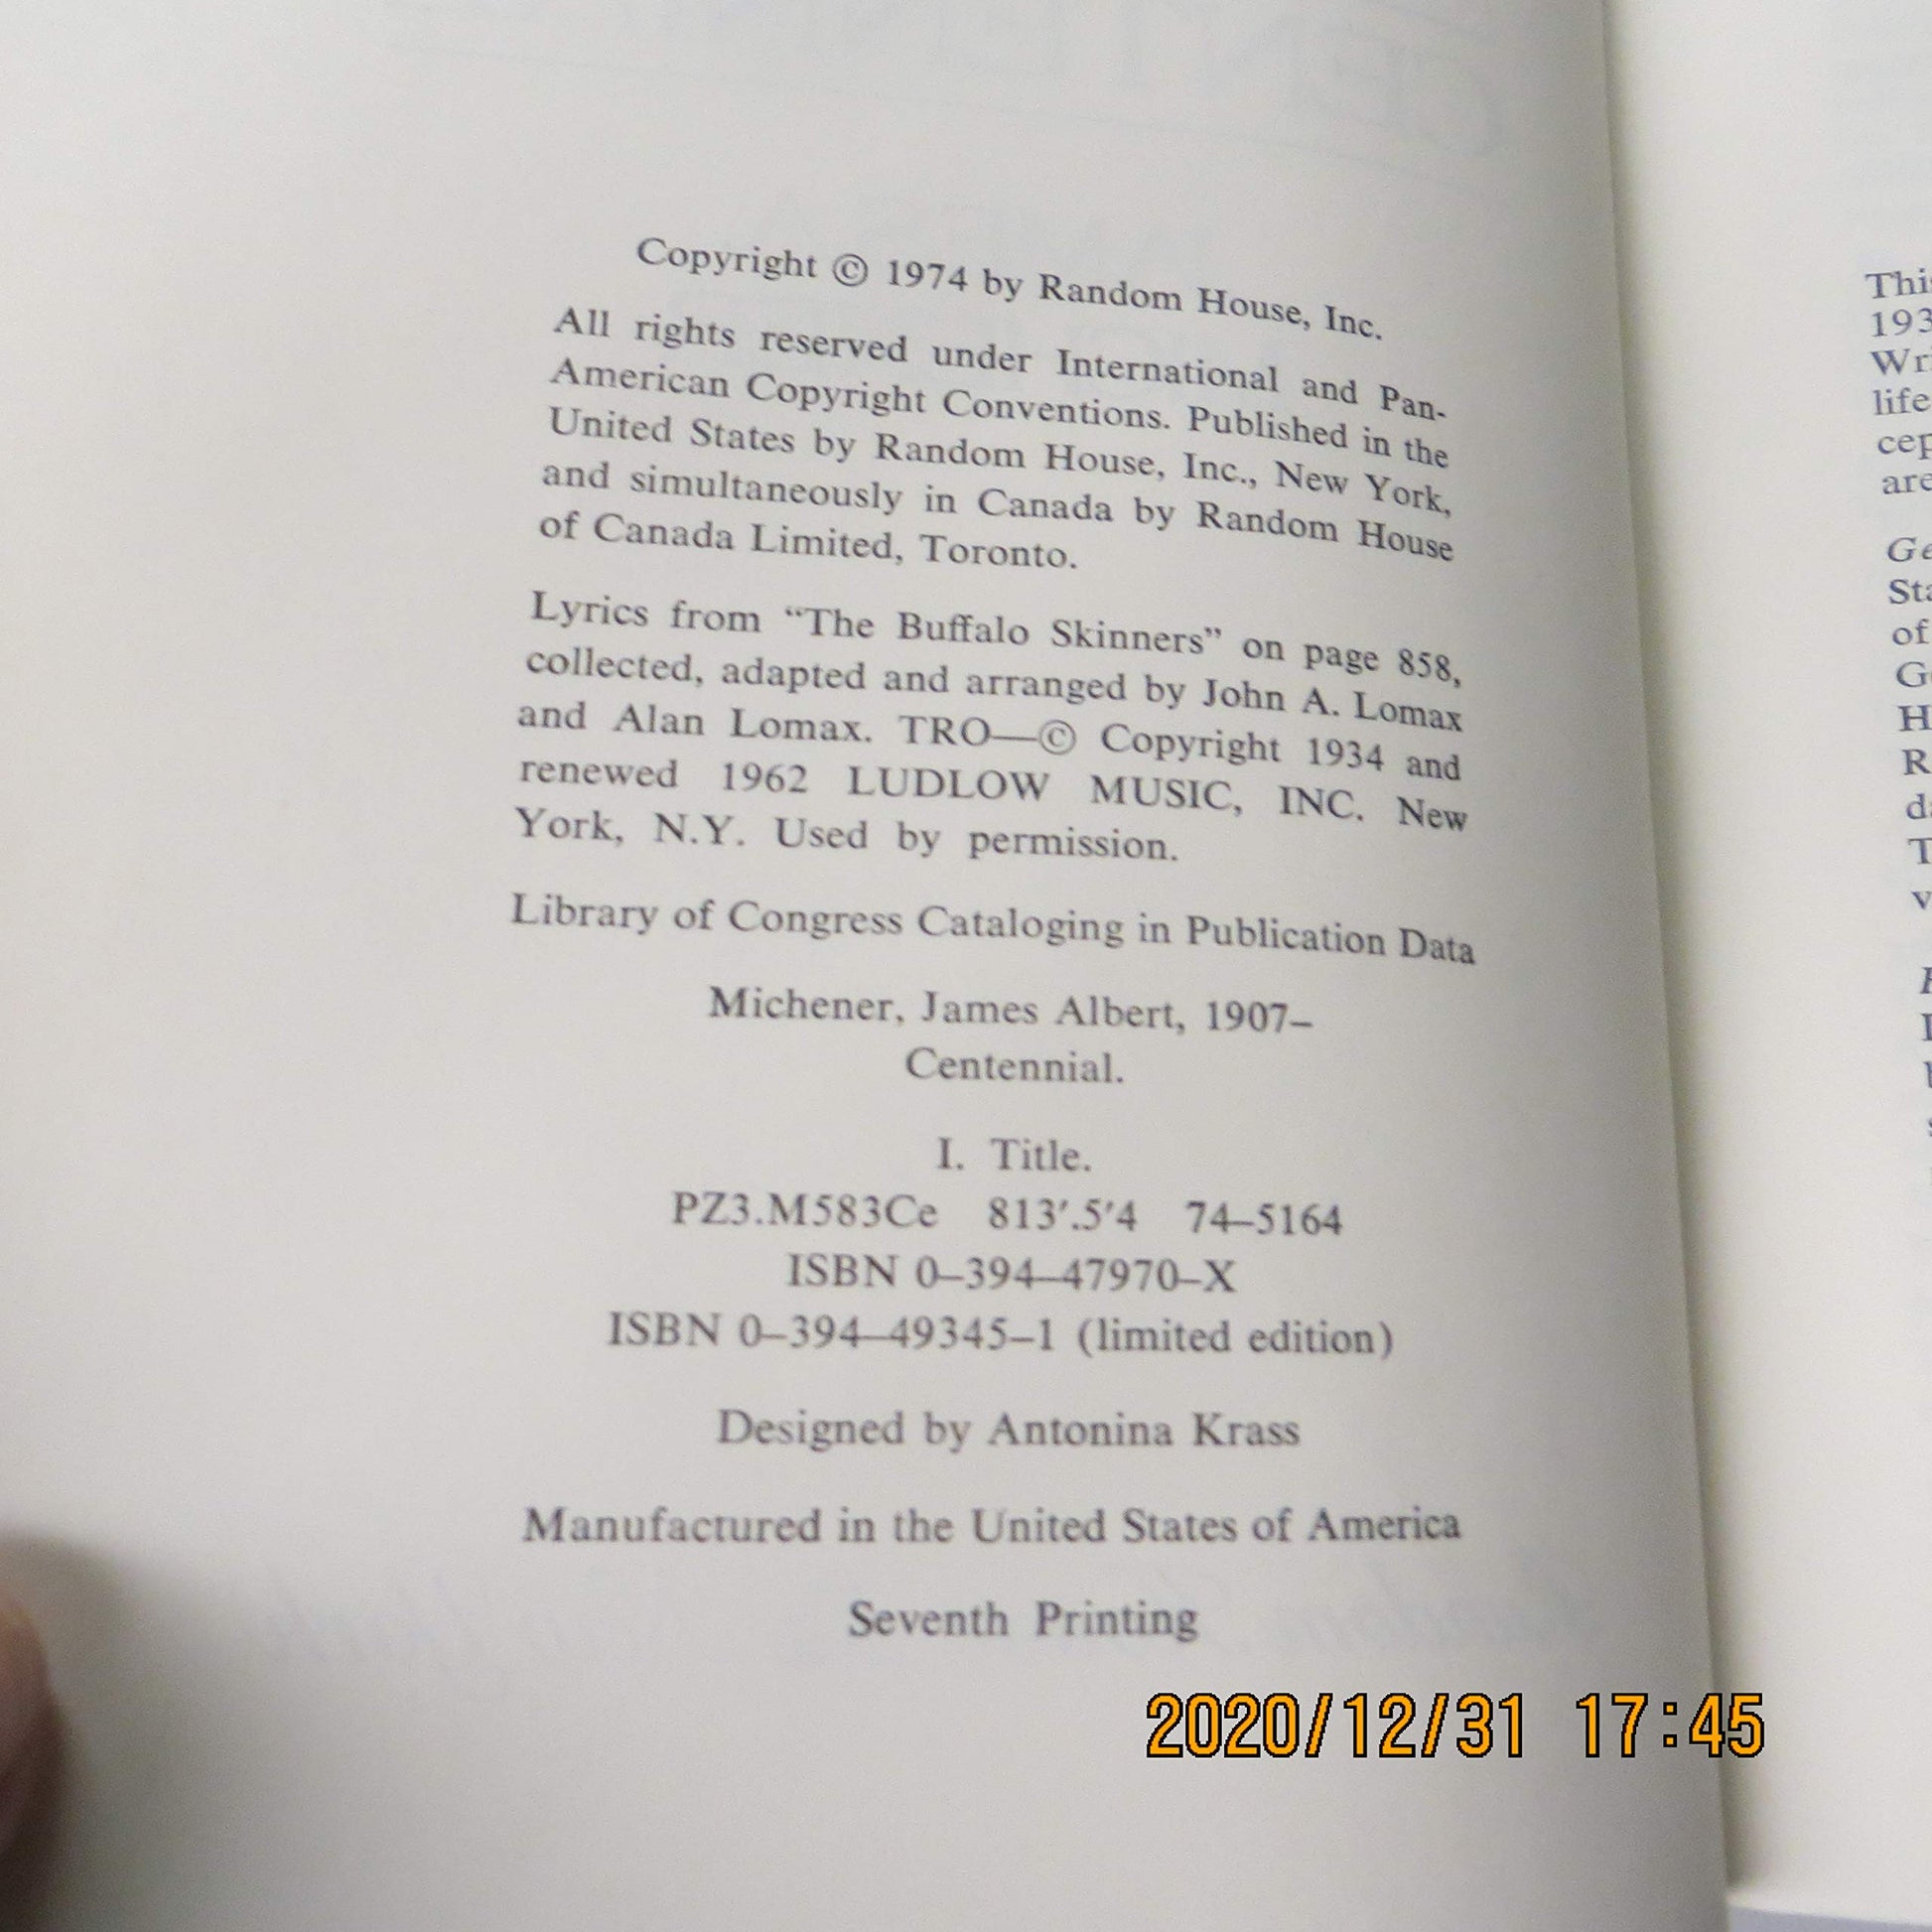 Copyright © 1974 by Random House, Inc.
All rights reserved under International and Pan-
American Copyright Conventions. Published in the
United States by Random House, Inc., New York,
and simultaneously in Canada by Random House
of Canada Limited, Toronto.
Lyrics from “The Buffalo Skinners” on page 858,
collected, adapted and arranged by John A. Lomax
and Alan Lomax. TRO—© Copyright 1934 and
renewed 1962 LUDLOW MUSIC, INC. New
York, N.Y. Used by permission.
Library of Congress Cataloging in Publication Data
Michener, James Albert, 1907–
Centennial.
I. Title.
PZ3.M583Ce 813′.5′4 74–5164
ISBN 0–394–47970–X
ISBN 0–394–49345–1 (limited edition)
Designed by Antonina Krass
Manufactured in the United States of America
Seventh Printing
2020/12/31 17:45